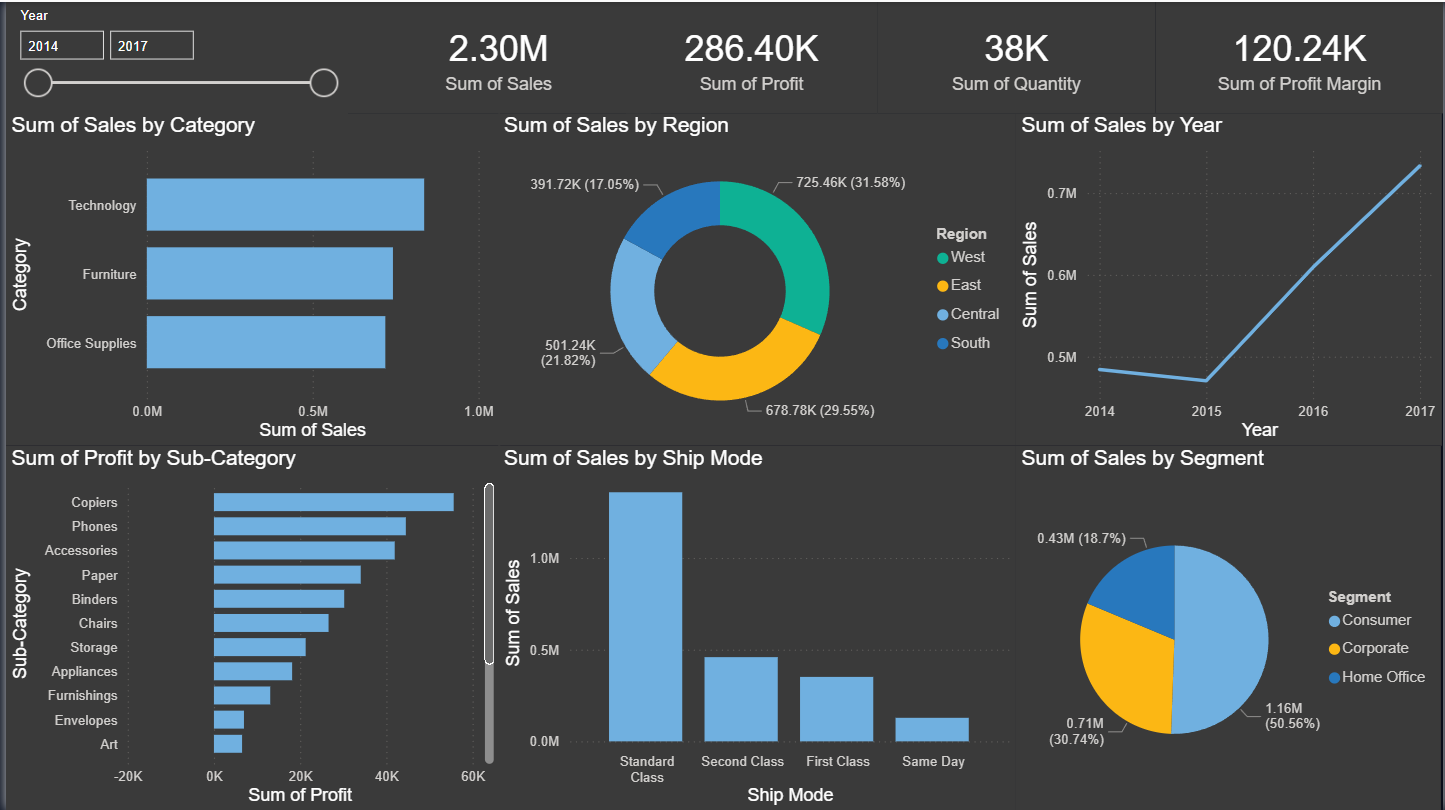 Year
2014 2017
2.30M
Sum of Sales
286.40K
Sum of Profit
38K
Sum of Quantity
120.24K
Sum of Profit Margin
Sum of Sales by Category
Category
Technology
Furniture
Office Supplies
0.0M 0.5M 1.0M
Sum of Sales
Sum of Sales by Region
391.72K (17.05%)
725.46K (31.58%)
501.24K
(21.82%)
678.78K (29.55%)
Region
West
East
Central
South
Sum of Sales by Year
Sum of Sales
0.7M
0.6M
0.5M
2014 2015 2016 2017
Year
Sum of Profit by Sub-Category
Sub-Category
Copiers
Phones
Accessories
Paper
Binders
Chairs
Storage
Appliances
Furnishings
Envelopes
Art
-20K 0K 20K 40K 60K
Sum of Profit
Sum of Sales by Ship Mode
Sum of Sales
1.0M
0.5M
0.0M
Standard
Class
Second Class
First Class
Same Day
Ship Mode
Sum of Sales by Segment
0.43M (18.7%)
0.71M
(30.74%)
1.16M
(50.56%)
Segment
Consumer
Corporate
Home Office